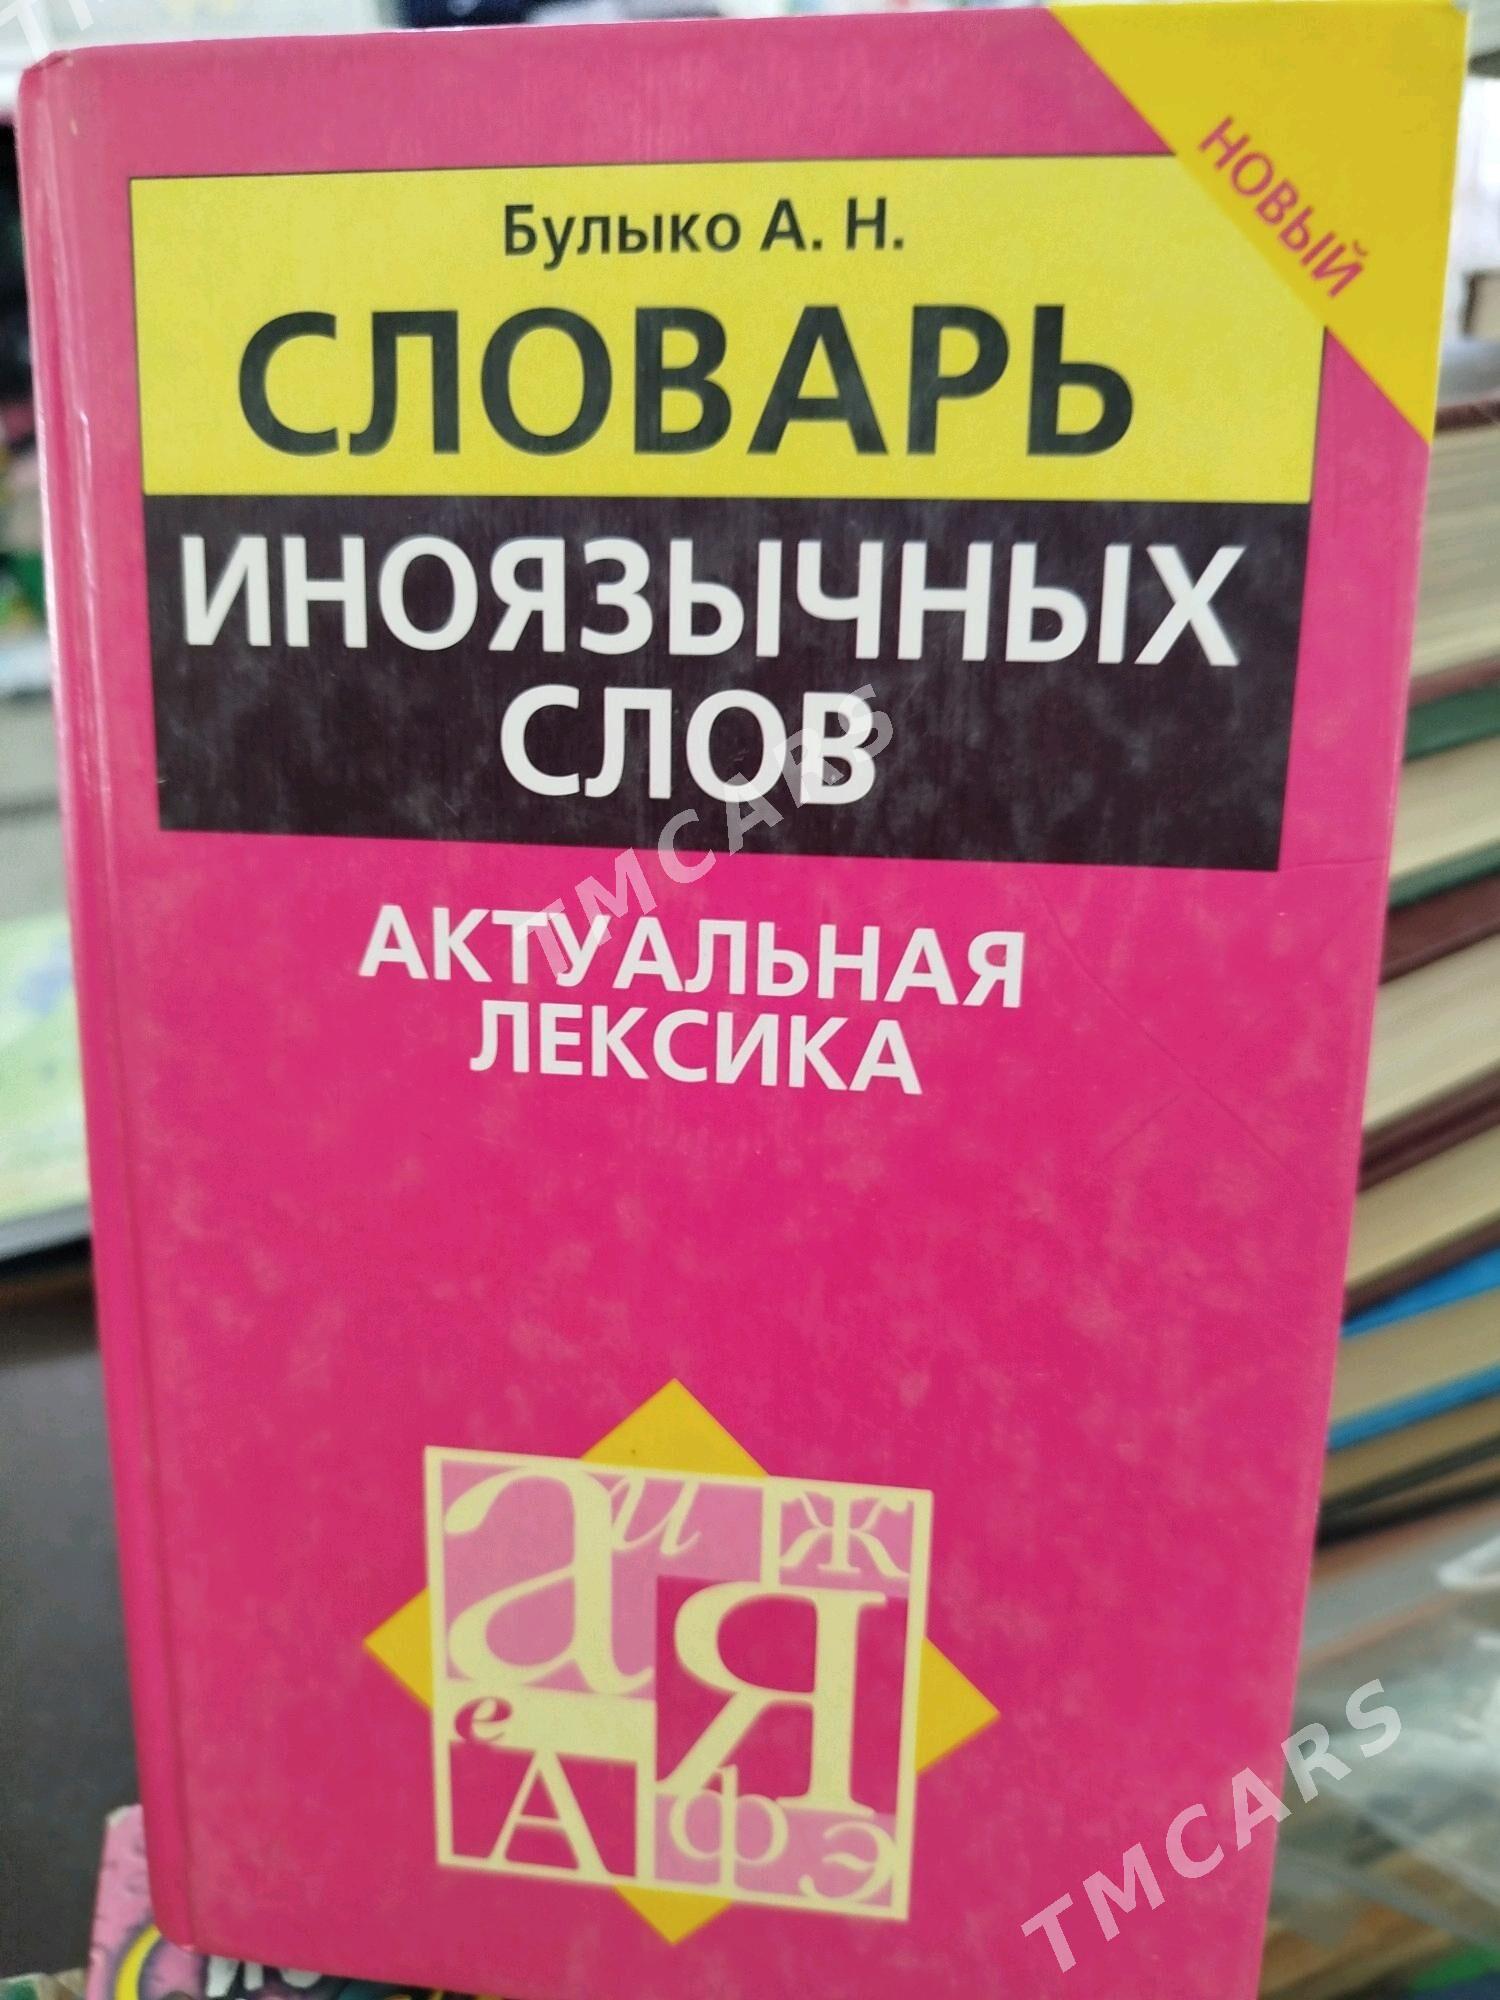 НОВЫЙ
Булыко А. Н.
СЛОВАРЬ
ИНОЯЗЫЧНЫХ
СЛОВ
АКТУАЛЬНАЯ
ЛЕКСИКА
а и ж
е Я
А ф э
TMCARS
TMCARS